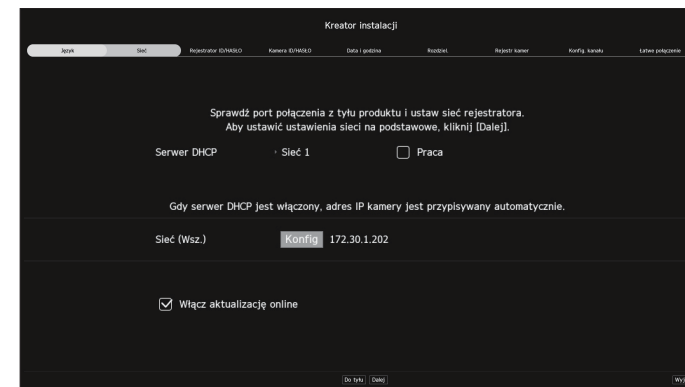 Kreator instalacji
Język Sieć Rejestrator ID/HASŁO Kamera ID/HASŁO Data i godzina Rozdziel. Rejestr kamer Konfig. kanału Łatwe połączenie
Sprawdź port połączenia z tyłu produktu i ustaw sieć rejestratora.
Aby ustawić ustawienia sieci na podstawowe, kliknij [Dalej].
Serwer DHCP Sieć 1 Praca
Gdy serwer DHCP jest włączony, adres IP kamery jest przypisywany automatycznie.
Sieć (Wsz.) Konfig 172.30.1.202
Włącz aktualizację online
Do tyłu Dalej